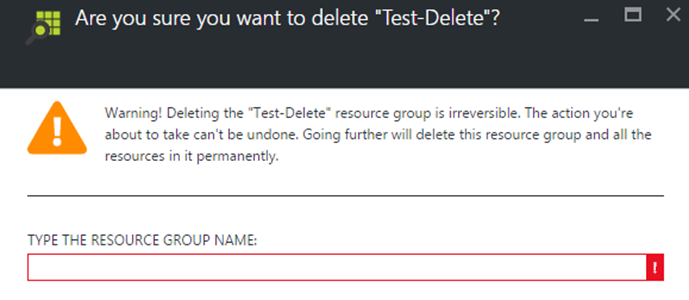 Are you sure you want to delete "Test-Delete"?
Warning! Deleting the "Test-Delete" resource group is irreversible. The action you're
about to take can't be undone. Going further will delete this resource group and all the
resources in it permanently.
TYPE THE RESOURCE GROUP NAME: